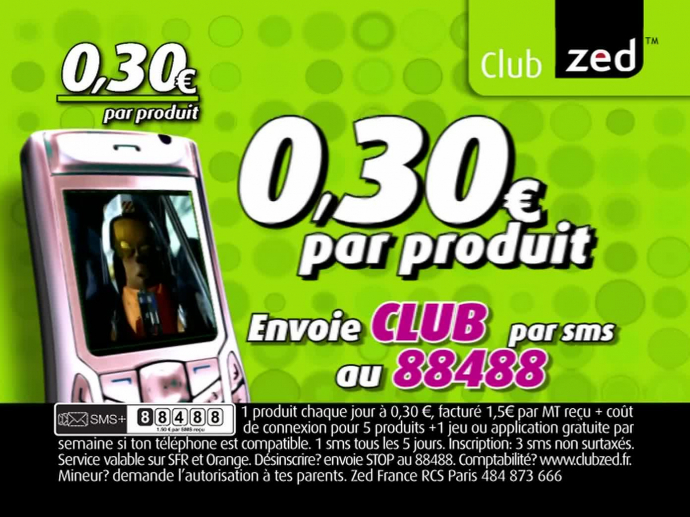 0,30€
par produit
Club zed™
0,30€
par produit
Envoie CLUB par sms
au 88488
SMS+ 88488
1.50 € par SMS reçu
1 produit chaque jour à 0,30 €, facturé 1,5€ par MT reçu + coût
de connexion pour 5 produits +1 jeu ou application gratuite par
semaine si ton téléphone est compatible. 1 sms tous les 5 jours. Inscription: 3 sms non surtaxés.
Service valable sur SFR et Orange. Désinscrire? envoie STOP au 88488. Comptabilité? www.clubzed.fr.
Mineur? demande l'autorisation à tes parents. Zed France RCS Paris 484 873 666